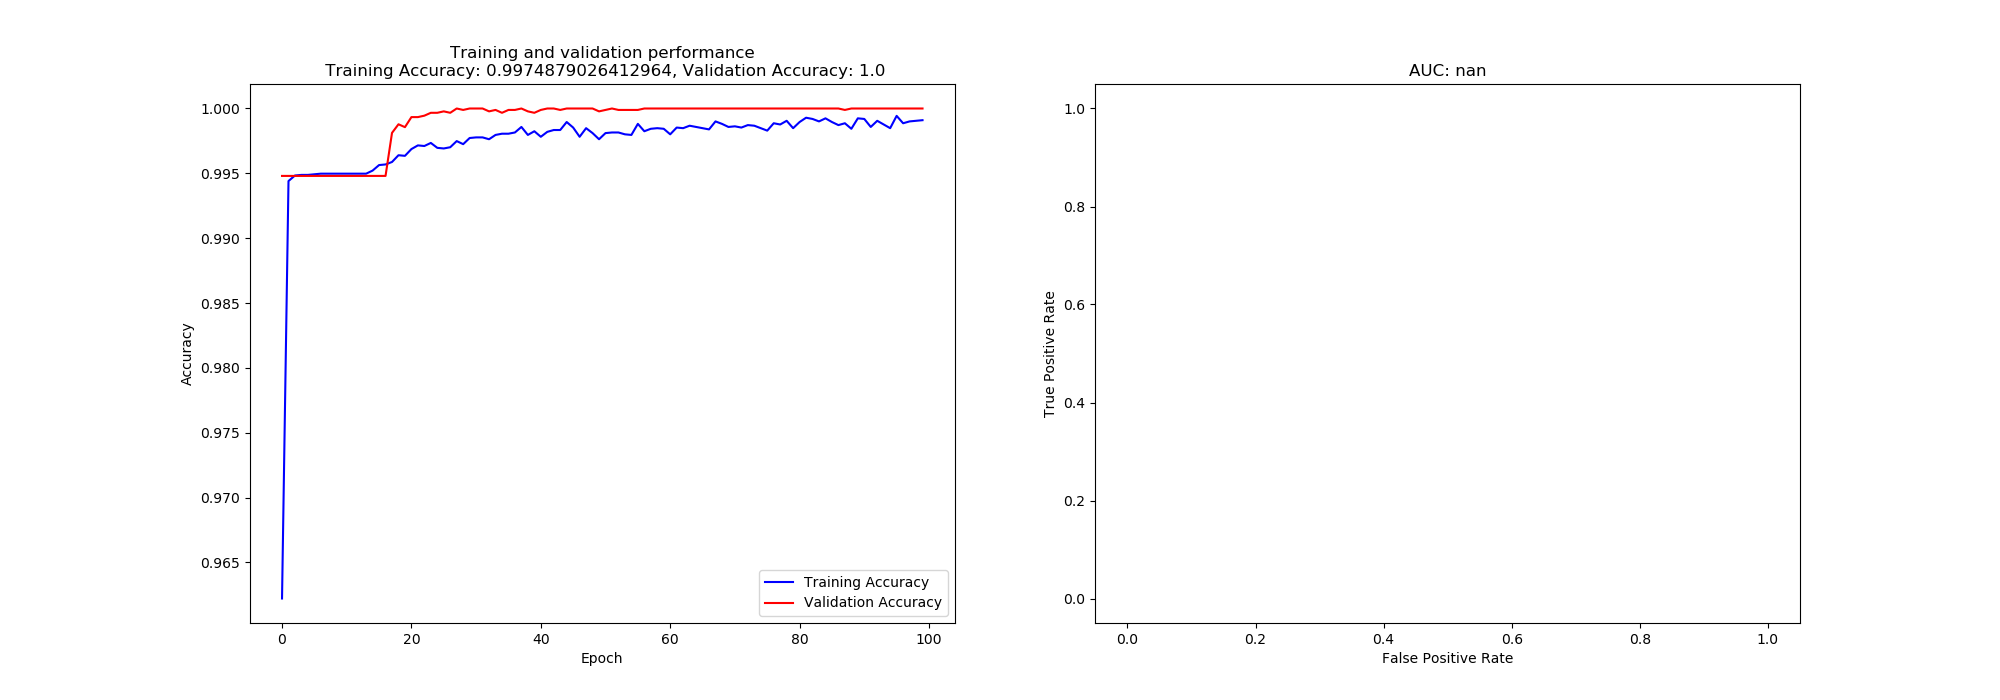 Training and validation performance
Training Accuracy: 0.9974879026412964, Validation Accuracy: 1.0
1.000
0.995
0.990
0.985
0.980
0.975
0.970
0.965
Accuracy
0
20
40
60
80
100
Epoch
Training Accuracy
Validation Accuracy
AUC: nan
1.0
0.8
0.6
0.4
0.2
0.0
True Positive Rate
0.0
0.2
0.4
0.6
0.8
1.0
False Positive Rate